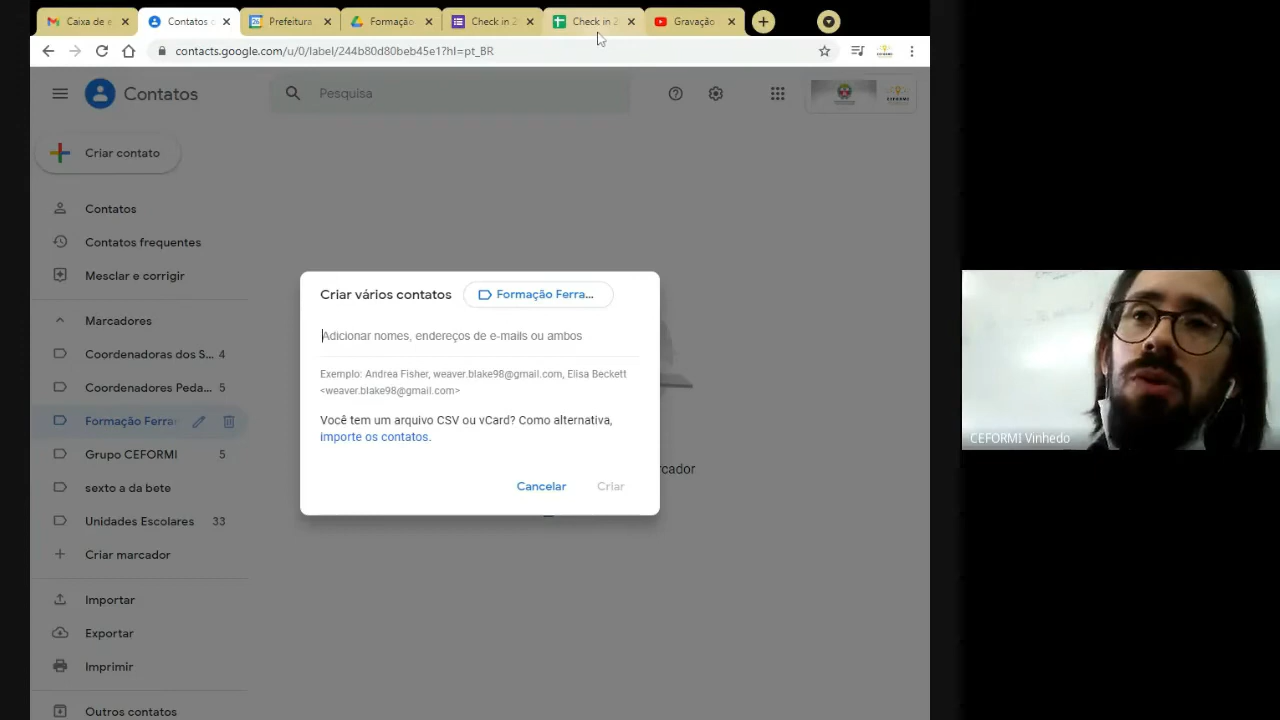 Caixa de e
Contatos c
Prefeitura
Formação
Check in 2
Check in 2
Gravação
contacts.google.com/u/0/label/244b80d80beb45e1?hl=pt_BR
Contatos
Pesquisa
CEFORMI
Criar contato
Contatos
Contatos frequentes
Mesclar e corrigir
Marcadores
Coordenadoras dos S... 4
Coordenadores Peda... 5
Formação Ferra
Grupo CEFORMI 5
sexto a da bete
Unidades Escolares 33
Criar marcador
Importar
Exportar
Imprimir
Outros contatos
Criar vários contatos
Formação Ferra...
Adicionar nomes, endereços de e-mails ou ambos
Exemplo: Andrea Fisher, weaver.blake98@gmail.com, Elisa Beckett
<weaver.blake98@gmail.com>
Você tem um arquivo CSV ou vCard? Como alternativa,
importe os contatos.
Cancelar
Criar
rcador
CEFORMI Vinhedo